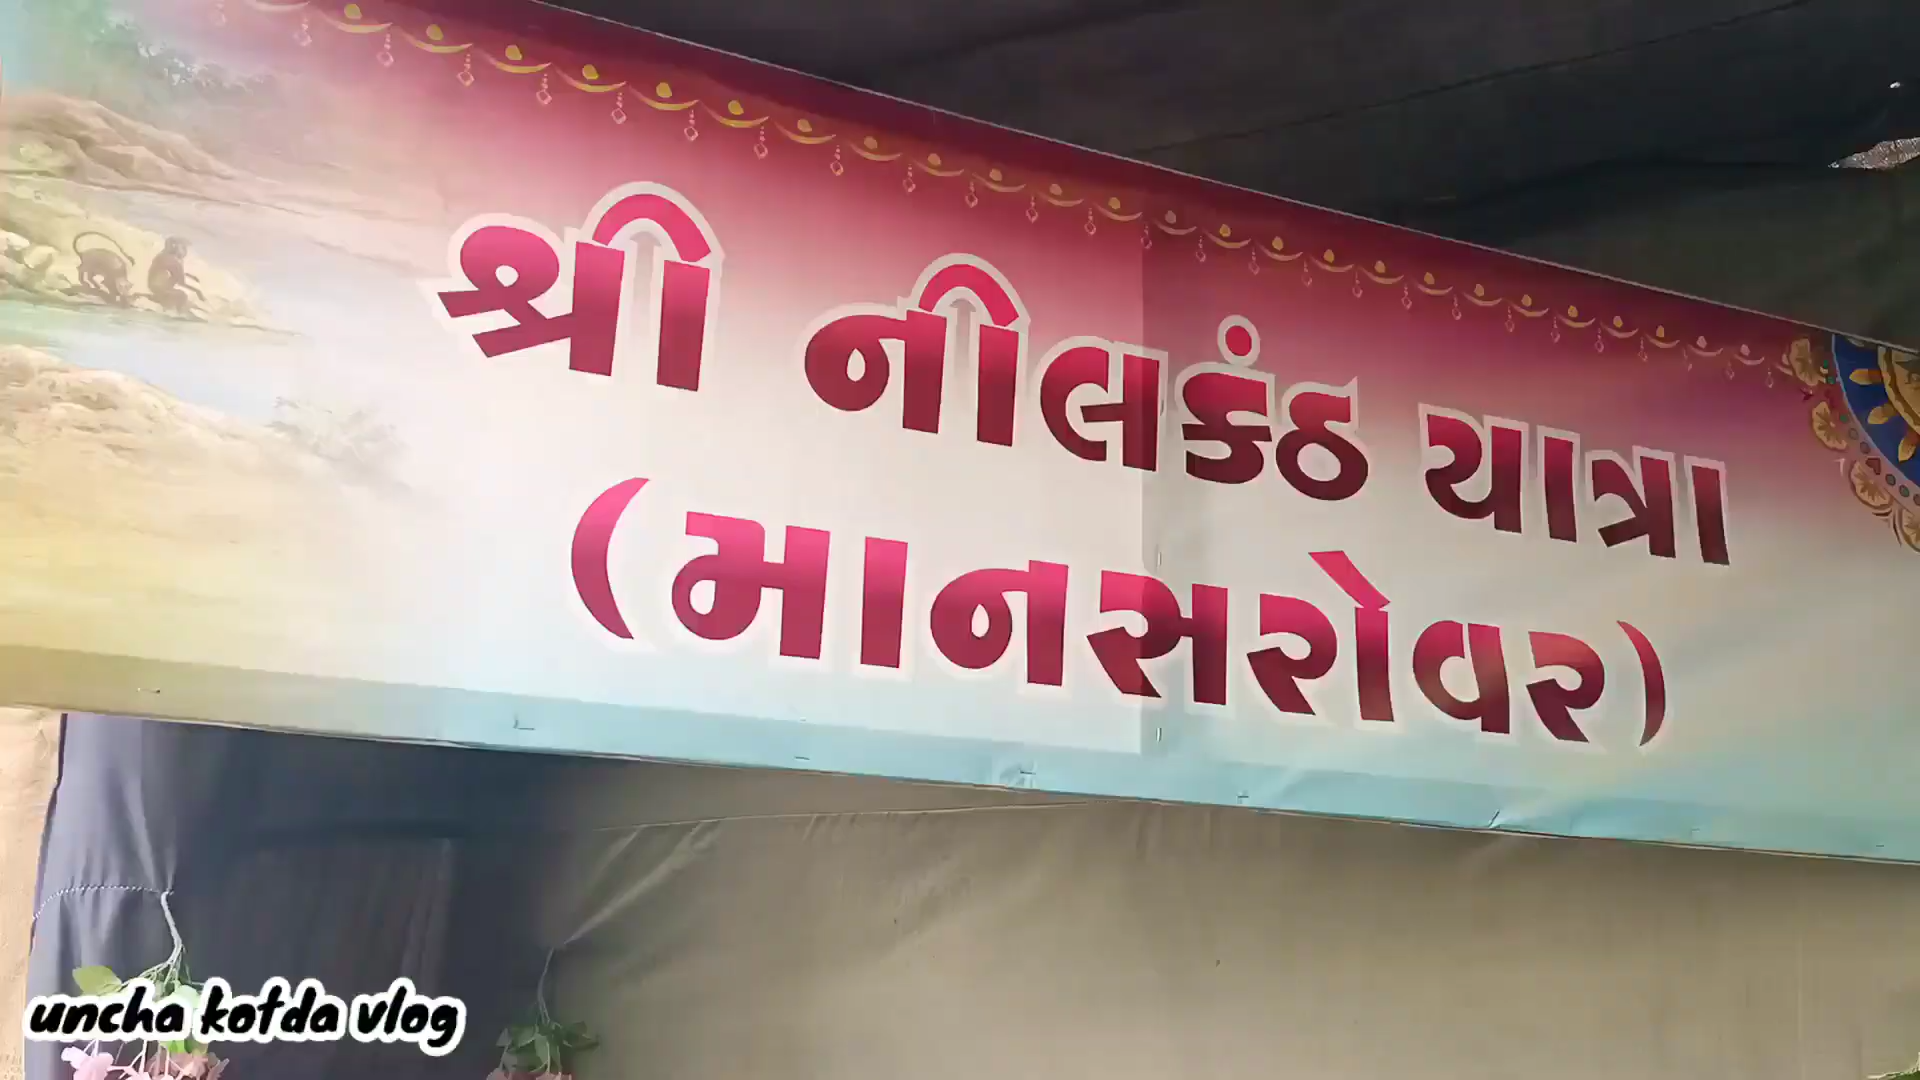 શ્રી નીલકંઠ યાત્રા
(માનસરોવર)
uncha kotda vlog